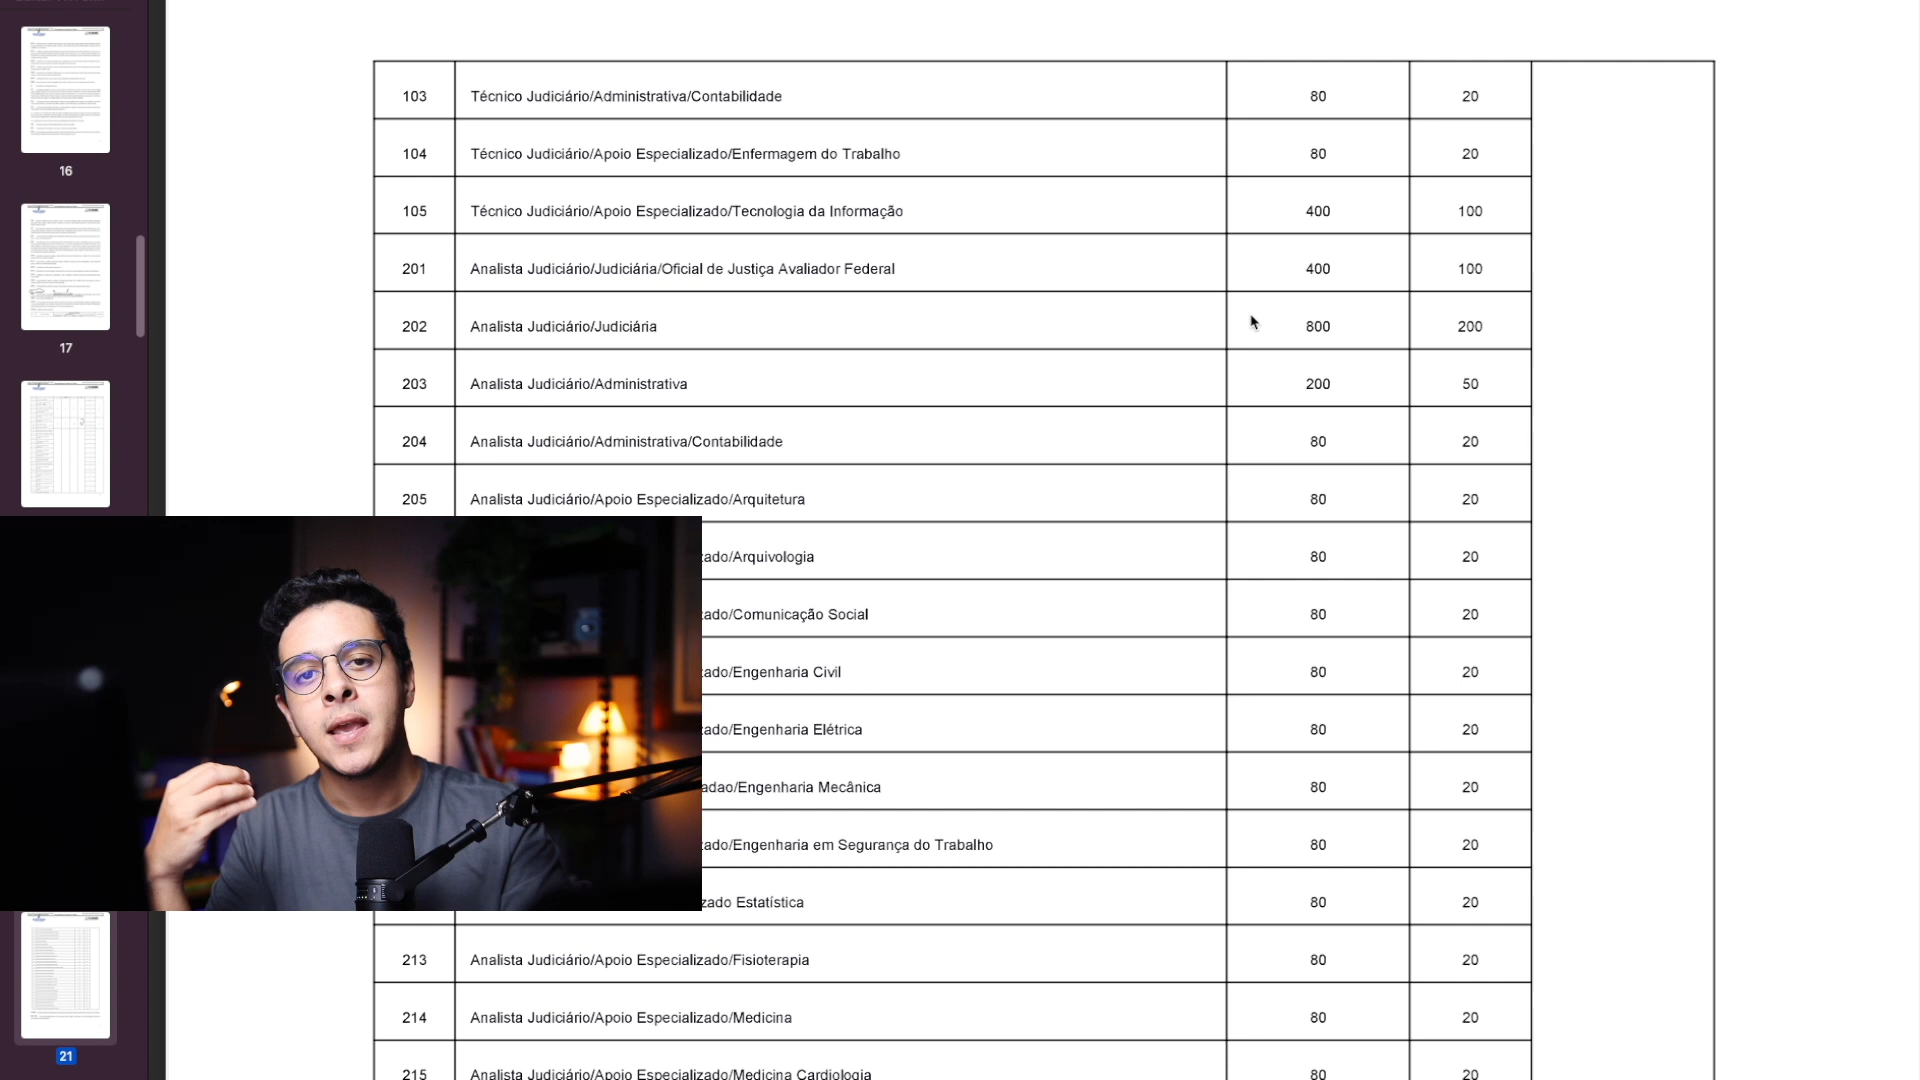 16
17
21
103 Técnico Judiciário/Administrativa/Contabilidade 80 20
104 Técnico Judiciário/Apoio Especializado/Enfermagem do Trabalho 80 20
105 Técnico Judiciário/Apoio Especializado/Tecnologia da Informação 400 100
201 Analista Judiciário/Judiciária/Oficial de Justiça Avaliador Federal 400 100
202 Analista Judiciário/Judiciária 800 200
203 Analista Judiciário/Administrativa 200 50
204 Analista Judiciário/Administrativa/Contabilidade 80 20
205 Analista Judiciário/Apoio Especializado/Arquitetura 80 20
zado/Arquivologia 80 20
zado/Comunicação Social 80 20
zado/Engenharia Civil 80 20
zado/Engenharia Elétrica 80 20
adao/Engenharia Mecânica 80 20
zado/Engenharia em Segurança do Trabalho 80 20
zado Estatística 80 20
213 Analista Judiciário/Apoio Especializado/Fisioterapia 80 20
214 Analista Judiciário/Apoio Especializado/Medicina 80 20
215 Analista Judiciário/Apoio Especializado/Medicina Cardiologia 80 20